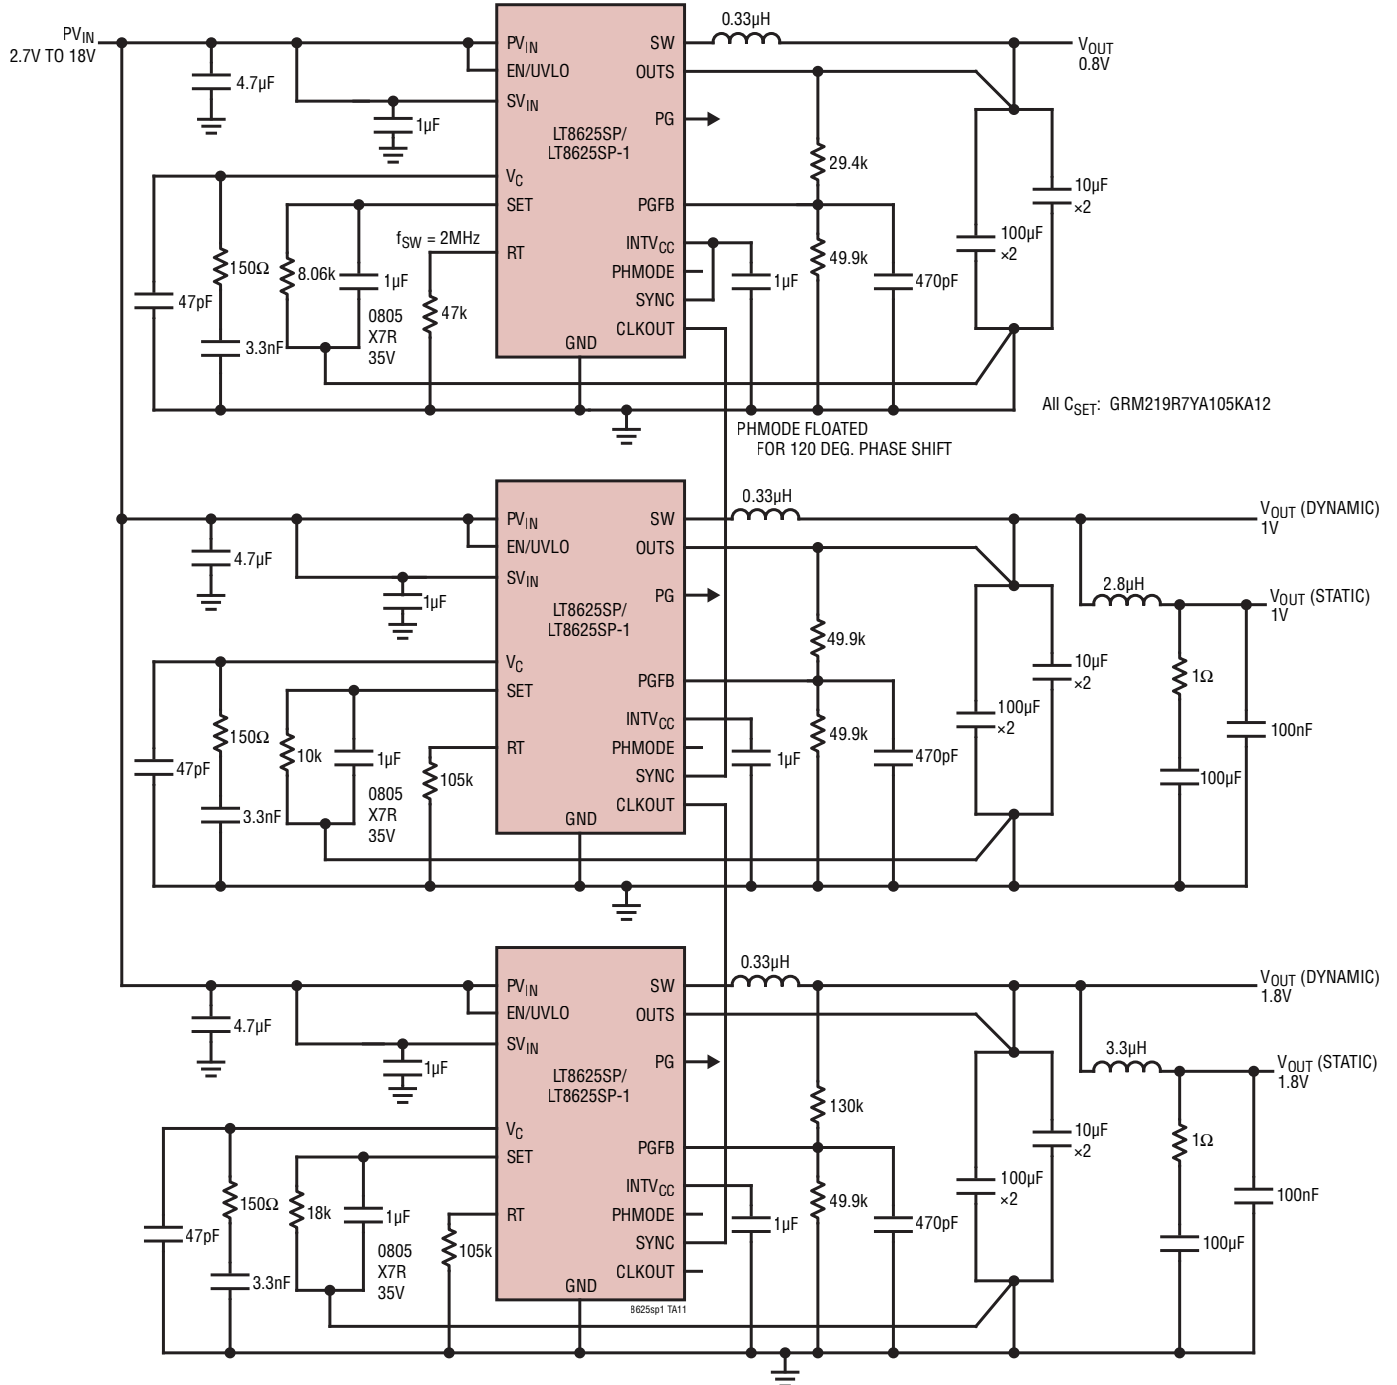 PVIN
2.7V TO 18V
4.7µF
1µF
PVIN
EN/UVLO
SVIN
LT8625SP/
LT8625SP-1
VC
SET
RT
GND
SW
OUTS
PG
PGFB
INTVCC
PHMODE
SYNC
CLKOUT
0.33µH
VOUT
0.8V
29.4k
49.9k
1µF
470pF
100µF
×2
10µF
×2
47pF
150Ω
3.3nF
8.06k
1µF
0805
X7R
35V
fSW = 2MHz
47k
All CSET: GRM219R7YA105KA12
PHMODE FLOATED
FOR 120 DEG. PHASE SHIFT
4.7µF
1µF
PVIN
EN/UVLO
SVIN
LT8625SP/
LT8625SP-1
VC
SET
RT
GND
SW
OUTS
PG
PGFB
INTVCC
PHMODE
SYNC
CLKOUT
0.33µH
VOUT (DYNAMIC)
1V
2.8µH
VOUT (STATIC)
1V
49.9k
49.9k
1µF
470pF
100µF
×2
10µF
×2
1Ω
100µF
100nF
47pF
150Ω
3.3nF
10k
1µF
0805
X7R
35V
105k
4.7µF
1µF
PVIN
EN/UVLO
SVIN
LT8625SP/
LT8625SP-1
VC
SET
RT
GND
SW
OUTS
PG
PGFB
INTVCC
PHMODE
SYNC
CLKOUT
0.33µH
VOUT (DYNAMIC)
1.8V
3.3µH
VOUT (STATIC)
1.8V
130k
49.9k
1µF
470pF
100µF
×2
10µF
×2
1Ω
100µF
100nF
47pF
150Ω
3.3nF
18k
1µF
0805
X7R
35V
105k
8625sp1 TA11